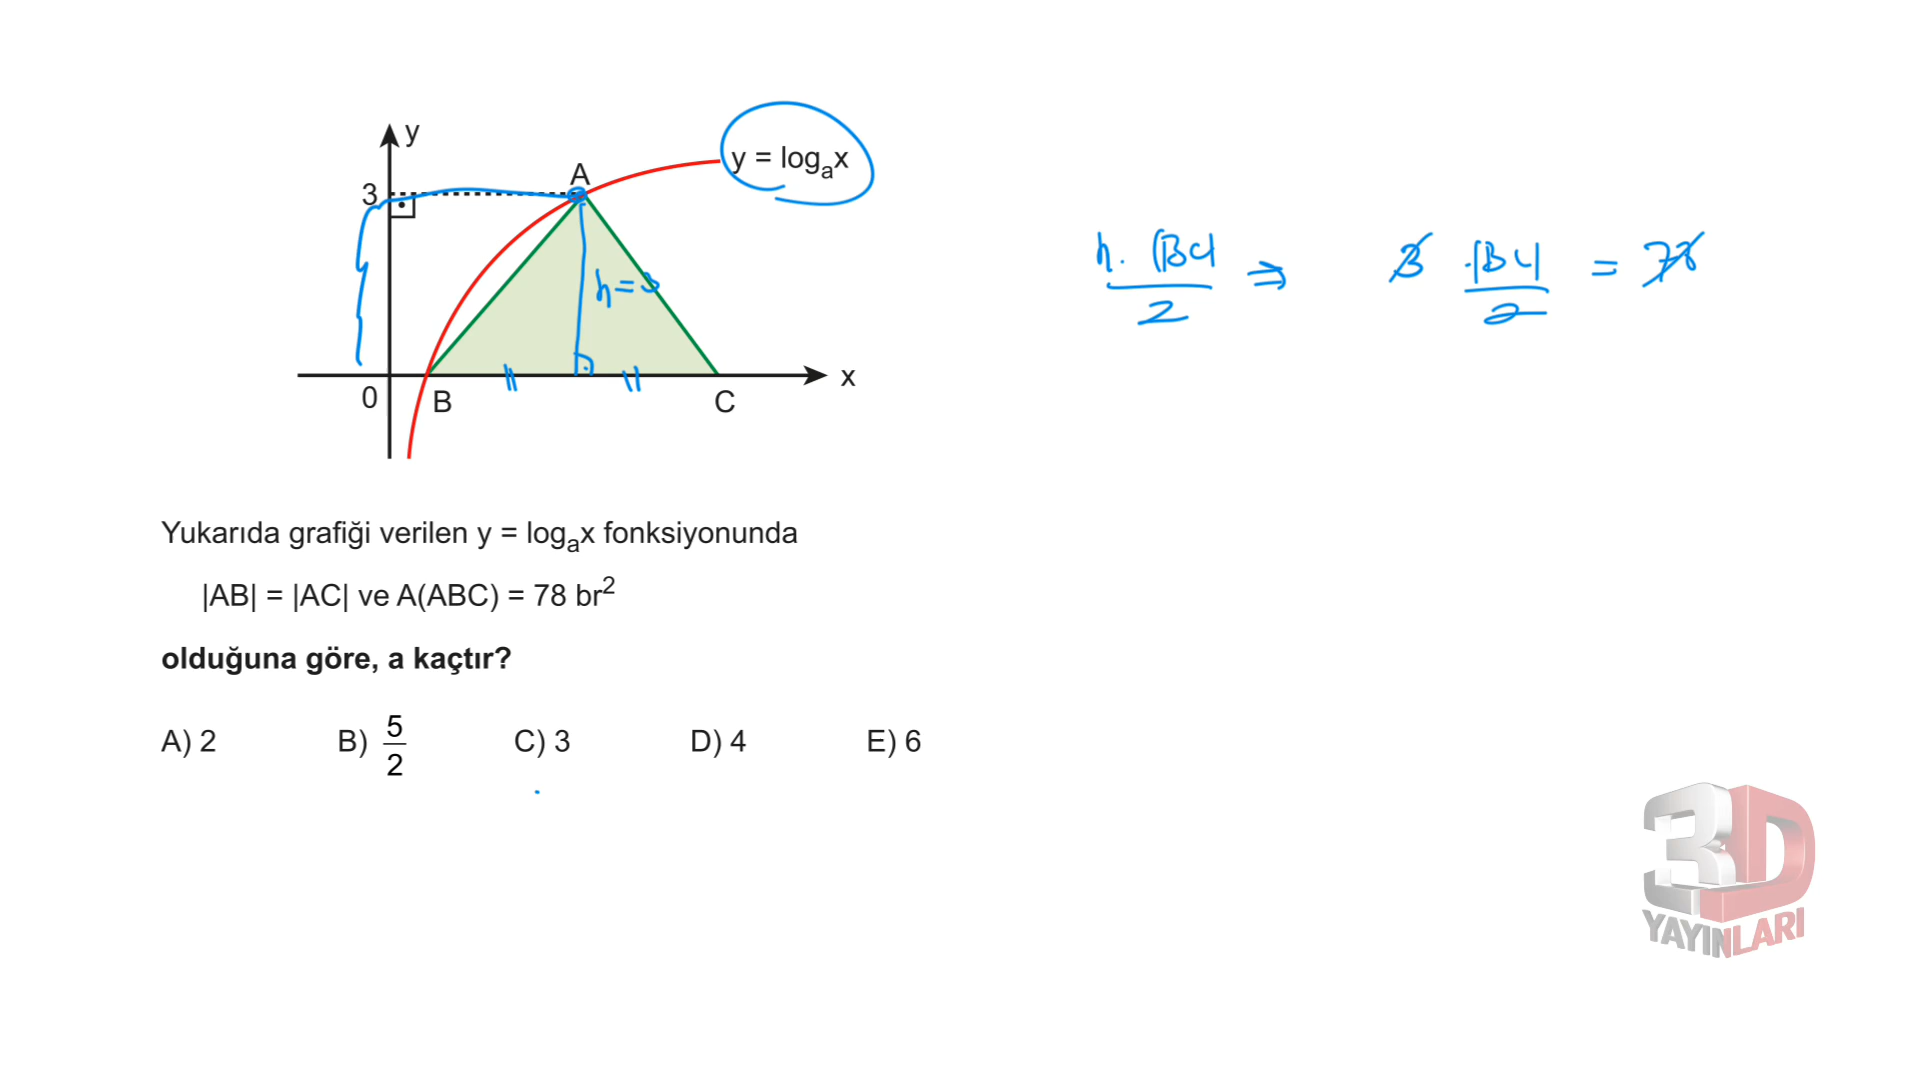 y
3
A
y = logₐx
h=3
0
B
C
x
h. |BC| / 2 ⇒ 3 . |BC| / 2 = 78
Yukarıda grafiği verilen y = logₐx fonksiyonunda
|AB| = |AC| ve A(ABC) = 78 br²
olduğuna göre, a kaçtır?
A) 2 B) 5/2 C) 3 D) 4 E) 6
3D
YAYINLARI